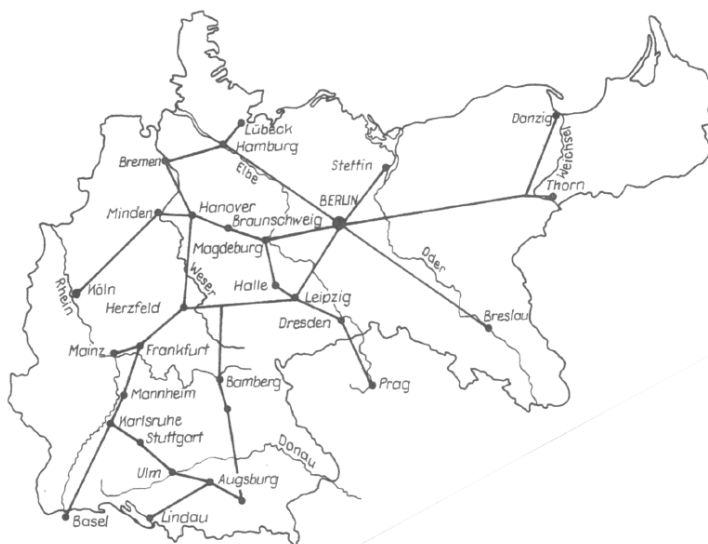 Danzig
Lübeck
Hamburg
Weichsel
Bremen
Elbe
Stettin
Thorn
BERLIN
Minden
Hanover
Braunschweig
Magdeburg
Oder
Weser
Rhein
Köln
Halle
Leipzig
Herzfeld
Dresden
Breslau
Mainz
Frankfurt
Bamberg
Prag
Mannheim
Karlsruhe
Stuttgart
Donau
Ulm
Augsburg
Basel
Lindau